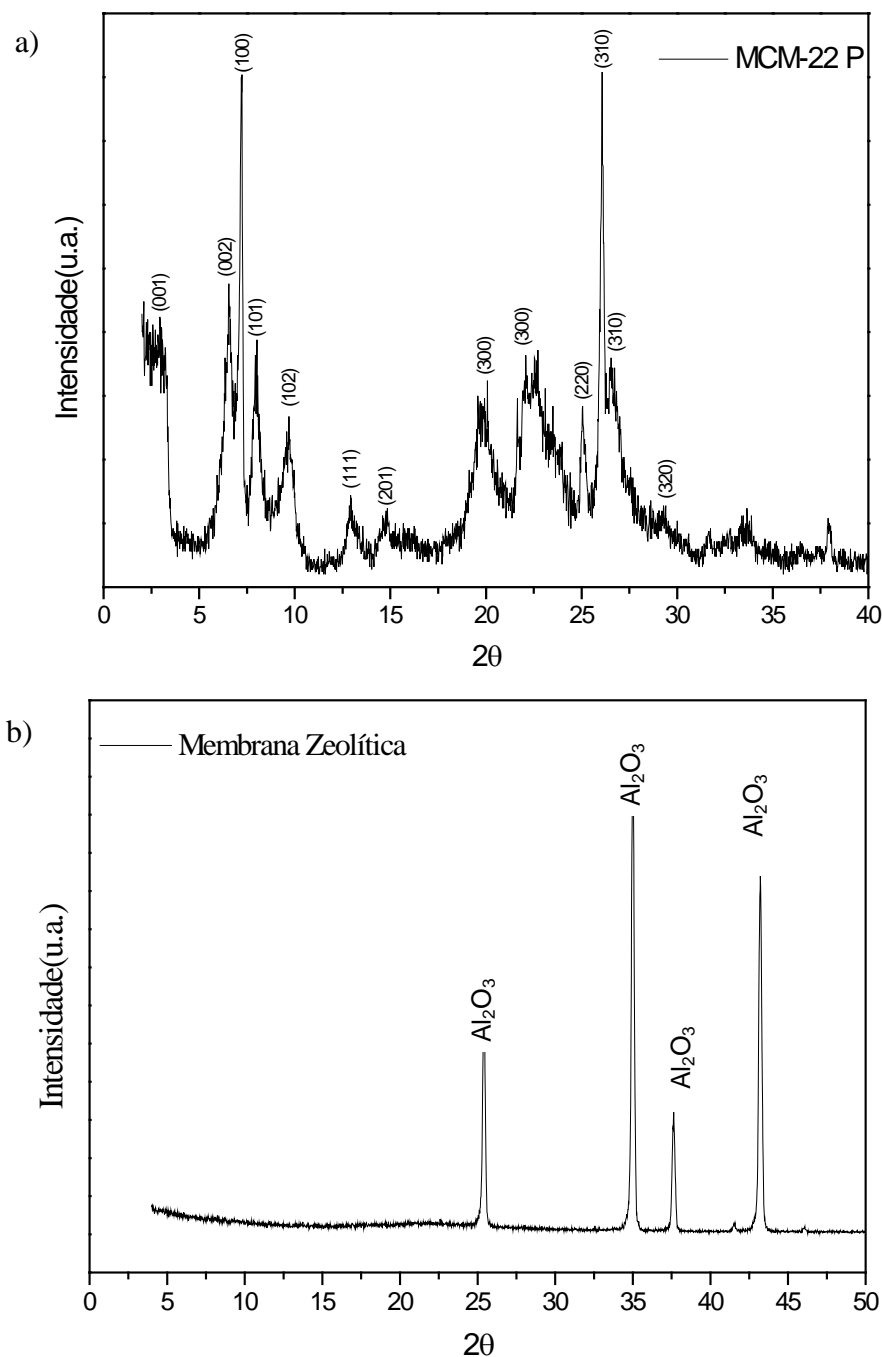 a)
MCM-22 P
(001)
(002)
(100)
(101)
(102)
(111)
(201)
(300)
(300)
(220)
(310)
(310)
(320)
Intensidade(u.a.)
0 5 10 15 20 25 30 35 40
2θ
b)
Membrana Zeolítica
Al₂O₃
Al₂O₃
Al₂O₃
Al₂O₃
Intensidade(u.a.)
0 5 10 15 20 25 30 35 40 45 50
2θ